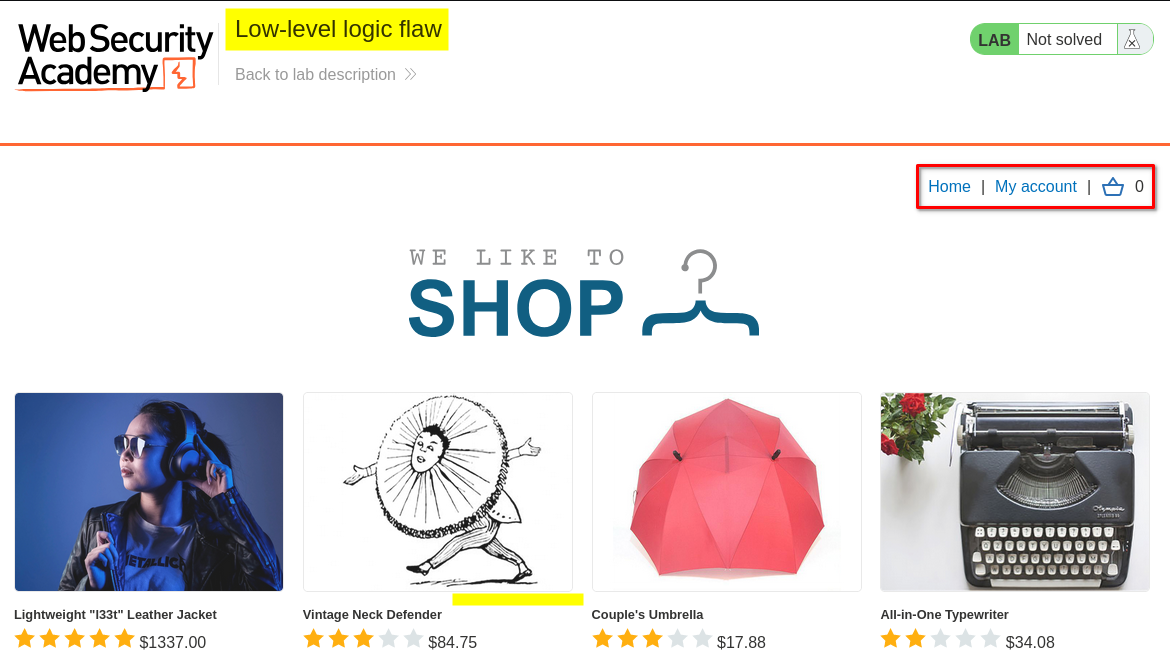 Web Security
Academy
Low-level logic flaw
Back to lab description
LAB Not solved
Home | My account | 0
WE LIKE TO
SHOP
METALLICA
Olympia
Lightweight "l33t" Leather Jacket
$1337.00
Vintage Neck Defender
$84.75
Couple's Umbrella
$17.88
All-in-One Typewriter
$34.08